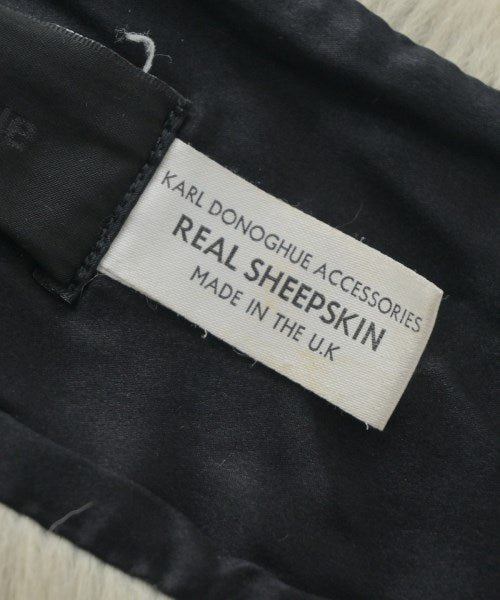 KARL DONOGHUE ACCESSORIES
REAL SHEEPSKIN
MADE IN THE U.K